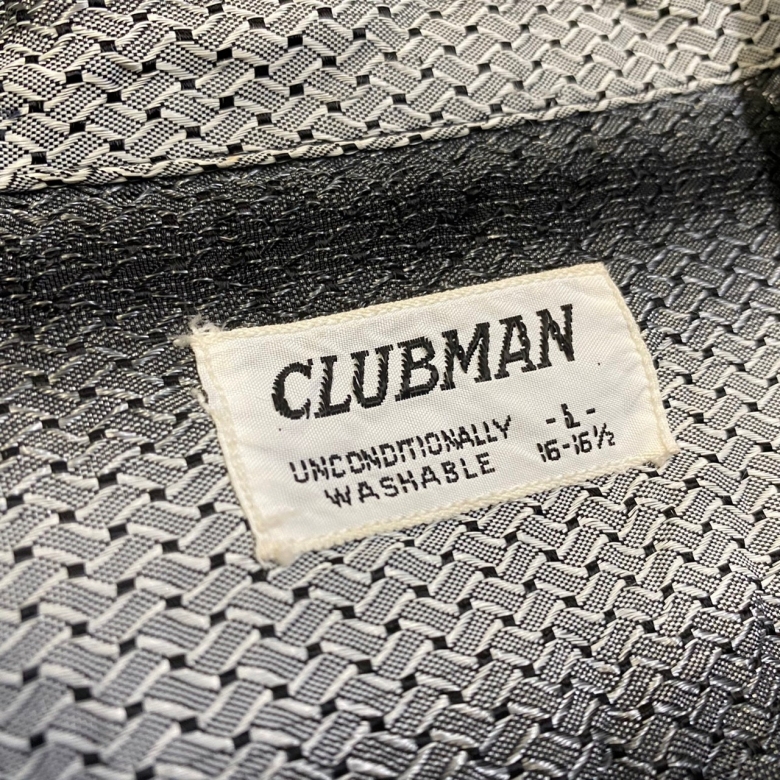 CLUBMAN
UNCONDITIONALLY
WASHABLE
- L -
16-16½